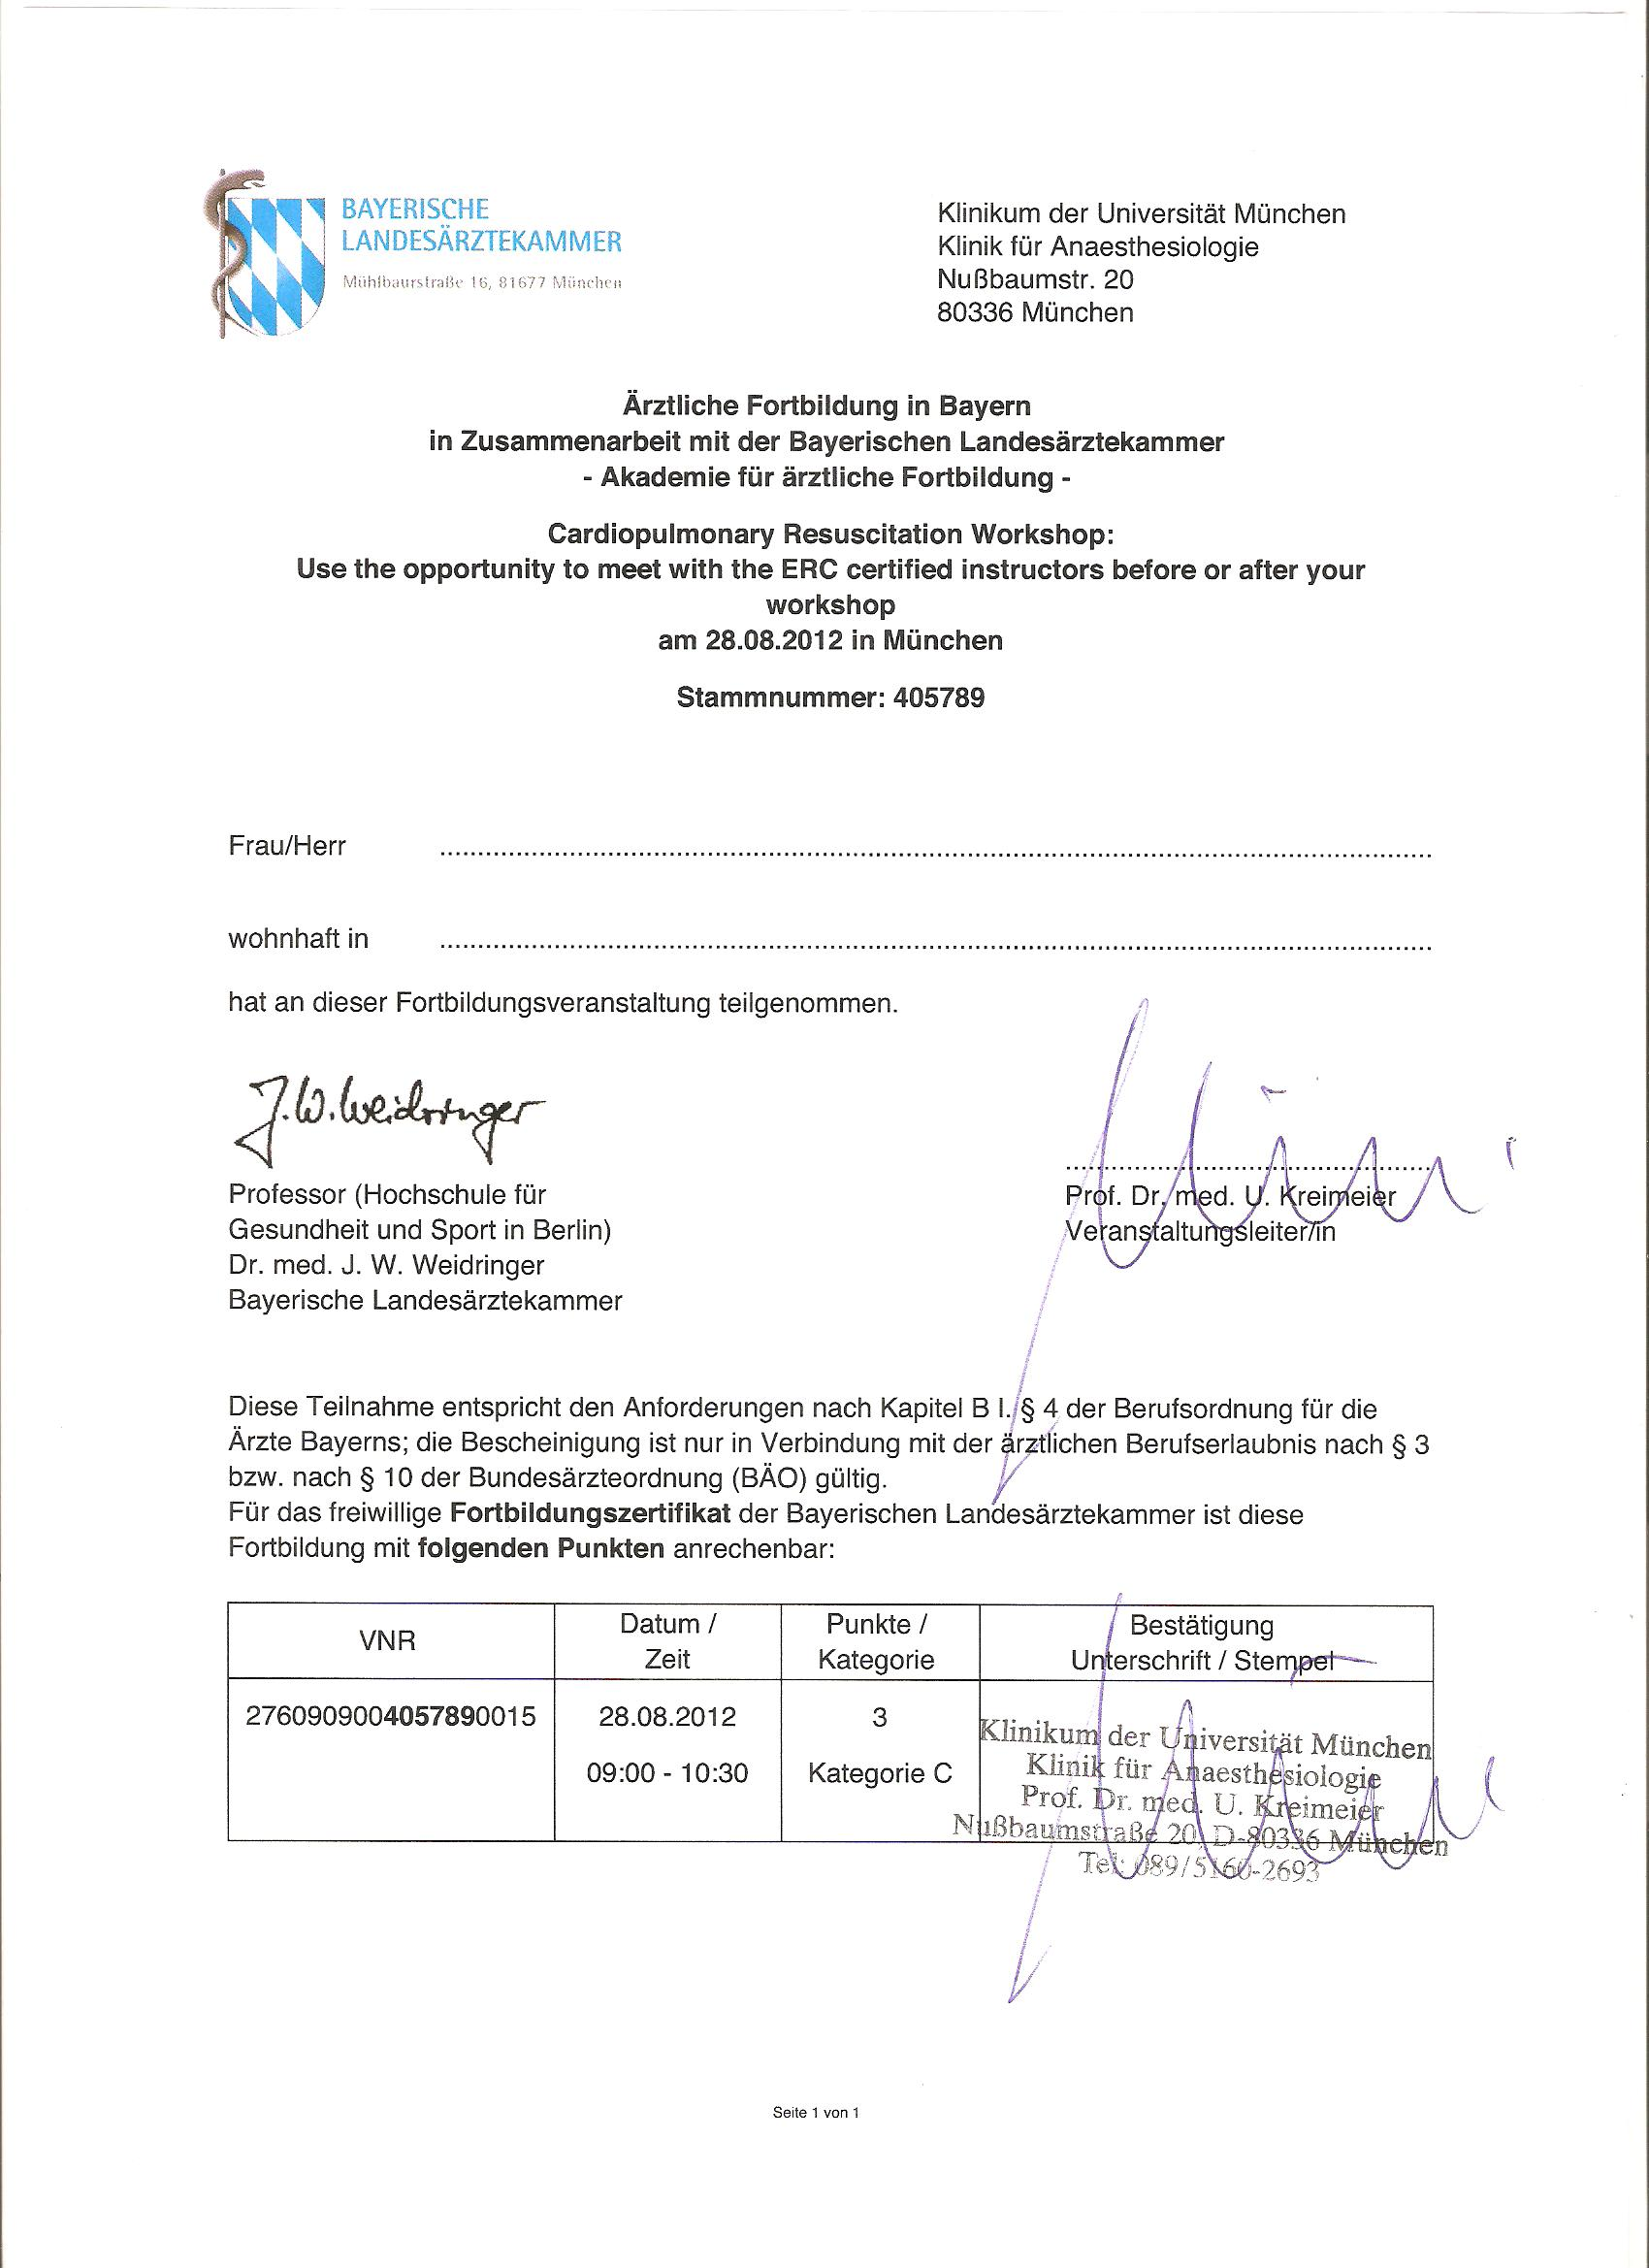 BAYERISCHE
LANDESÄRZTEKAMMER
Mühlbaurstraße 16, 81677 München
Klinikum der Universität München
Klinik für Anaesthesiologie
Nußbaumstr. 20
80336 München
Ärztliche Fortbildung in Bayern
in Zusammenarbeit mit der Bayerischen Landesärztekammer
- Akademie für ärztliche Fortbildung -
Cardiopulmonary Resuscitation Workshop:
Use the opportunity to meet with the ERC certified instructors before or after your
workshop
am 28.08.2012 in München
Stammnummer: 405789
Frau/Herr
wohnhaft in
hat an dieser Fortbildungsveranstaltung teilgenommen.
J.W. Weidringer
Professor (Hochschule für
Gesundheit und Sport in Berlin)
Dr. med. J. W. Weidringer
Bayerische Landesärztekammer
Prof. Dr. med. U. Kreimeier
Veranstaltungsleiter/in
Diese Teilnahme entspricht den Anforderungen nach Kapitel B I. § 4 der Berufsordnung für die
Ärzte Bayerns; die Bescheinigung ist nur in Verbindung mit der ärztlichen Berufserlaubnis nach § 3
bzw. nach § 10 der Bundesärzteordnung (BÄO) gültig.
Für das freiwillige Fortbildungszertifikat der Bayerischen Landesärztekammer ist diese
Fortbildung mit folgenden Punkten anrechenbar:
VNR
Datum /
Zeit
Punkte /
Kategorie
Bestätigung
Unterschrift / Stempel
2760909004057890015
28.08.2012
09:00 - 10:30
3
Kategorie C
Klinikum der Universität München
Klinik für Anaesthesiologie
Prof. Dr. med. U. Kreimeier
Nußbaumstraße 20, D-80336 München
Tel: 089/5160-2693
Seite 1 von 1